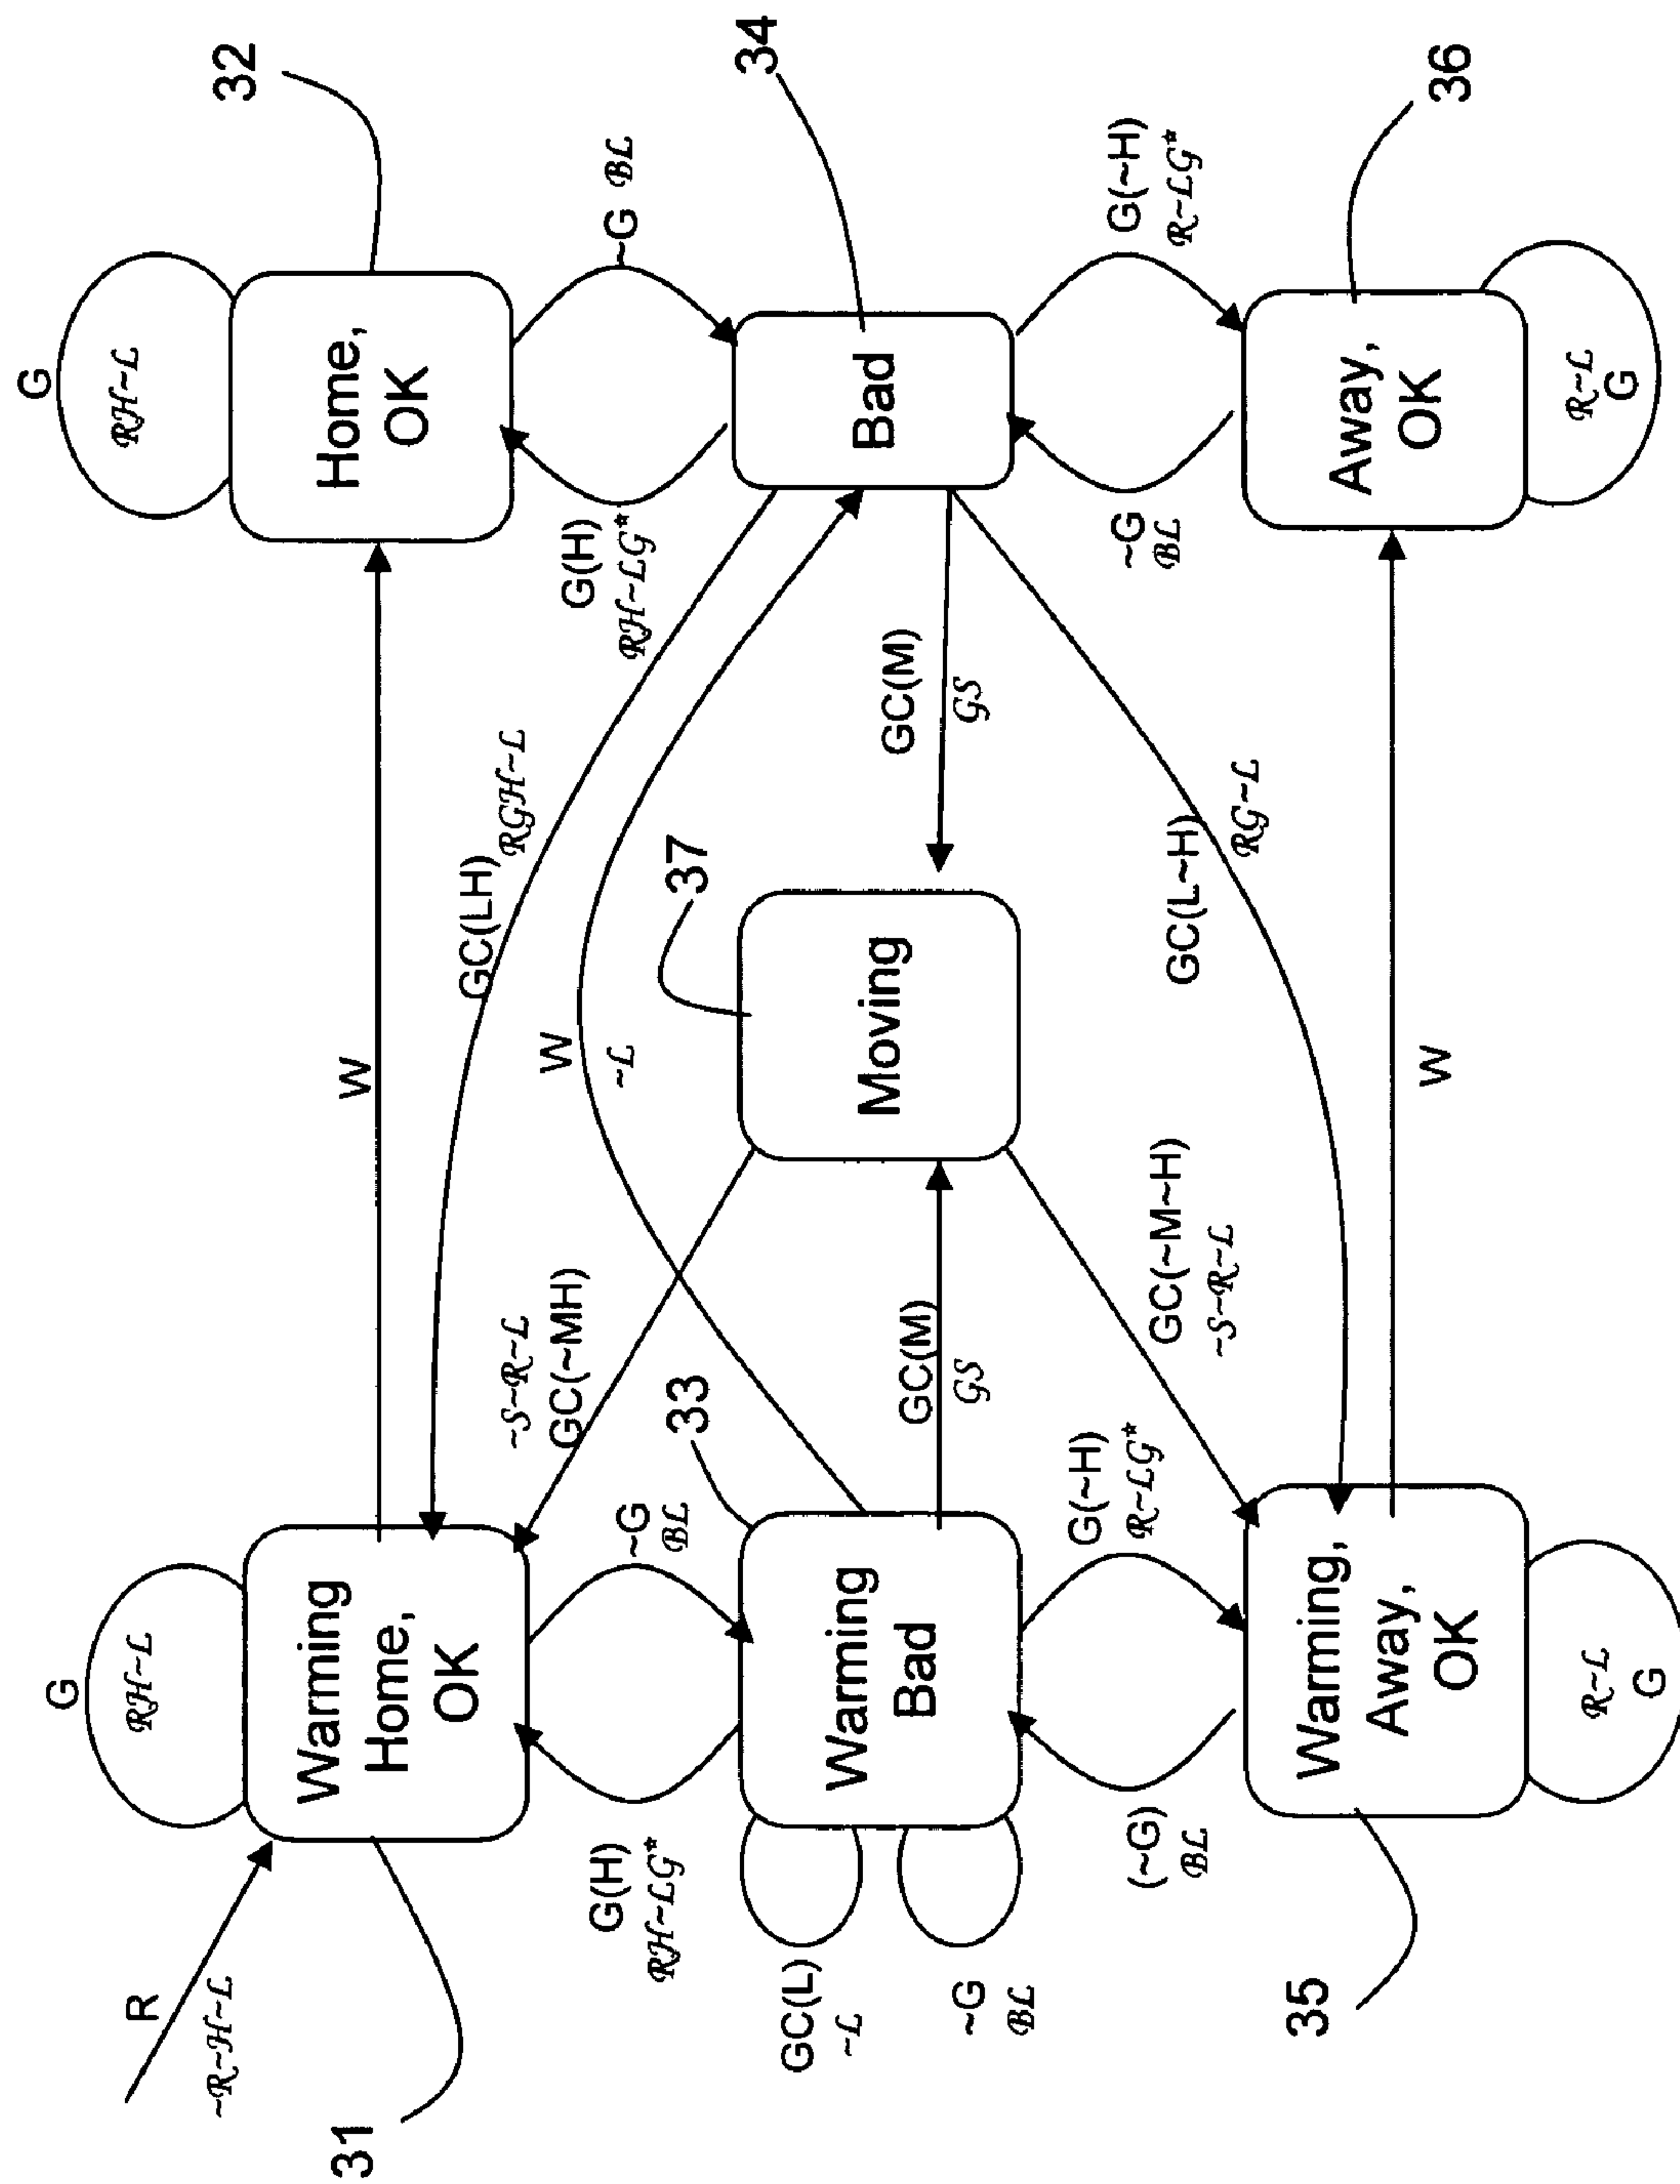 G
ℛℋ~ℒ
Warming
Home,
OK
R
~ℛ~ℋ~ℒ
31
W
G
ℛℋ~ℒ
Home,
OK
32
GC(LH)
ℛ𝒢ℋ~ℒ
~𝒮~ℛ~ℒ
GC(~MH)
~G
ℬℒ
G(H)
ℛℋ~ℒ𝒢*
W
~ℒ
G(H)
ℛℋ~ℒ𝒢*
~G ℬℒ
33
Warming
Bad
GC(L)
~ℒ
~G
ℬℒ
GC(M)
𝒢𝒮
37
Moving
GC(M)
𝒢𝒮
Bad
34
(~G)
ℬℒ
G(~H)
ℛ~ℒ𝒢*
GC(~M~H)
~𝒮~ℛ~ℒ
GC(L~H)
ℛ𝒢~ℒ
~G
ℬℒ
G(~H)
ℛ~ℒ𝒢*
35
Warming,
Away,
OK
ℛ~ℒ
G
W
Away,
OK
ℛ~ℒ
G
36